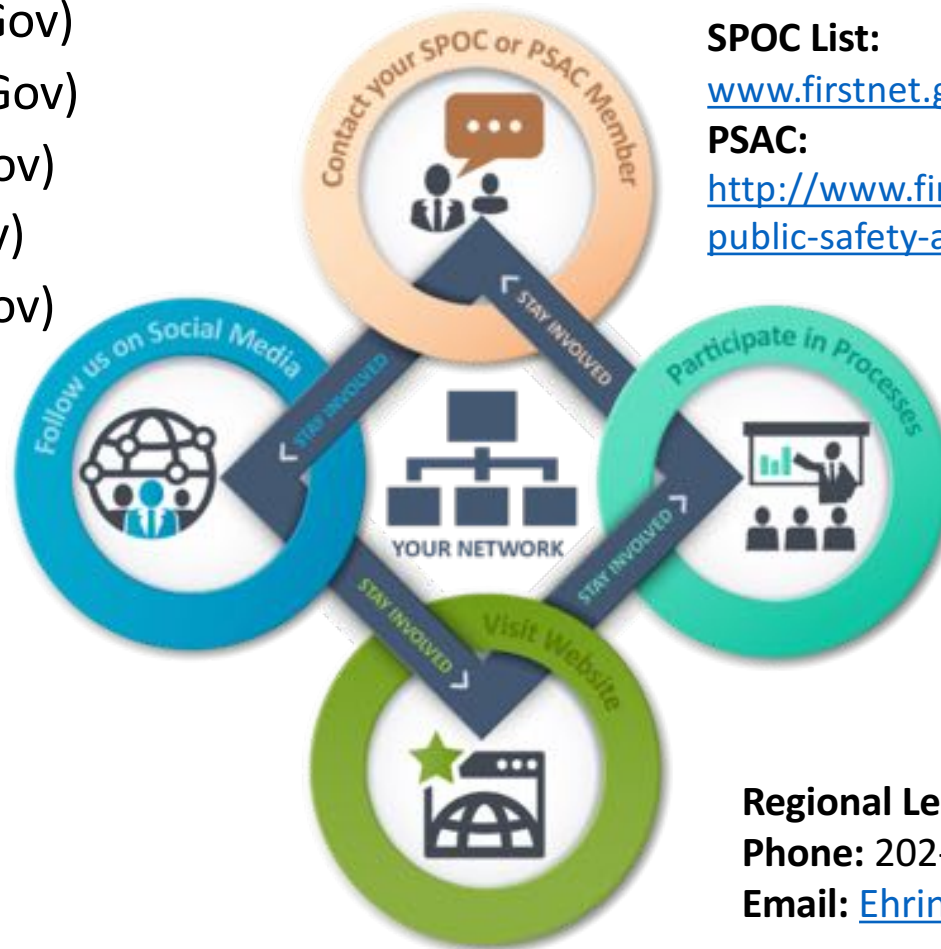 Gov)
Gov)
ov)
v)
ov)
Contact your SPOC or PSAC Member
SPOC List:
www.firstnet.g
PSAC:
http://www.fir
public-safety-a
Follow us on Social Media
STAY INVOLVED
STAY INVOLVED
Participate in Processes
YOUR NETWORK
STAY INVOLVED
STAY INVOLVED
Visit Website
Regional Le
Phone: 202-
Email: Ehrin